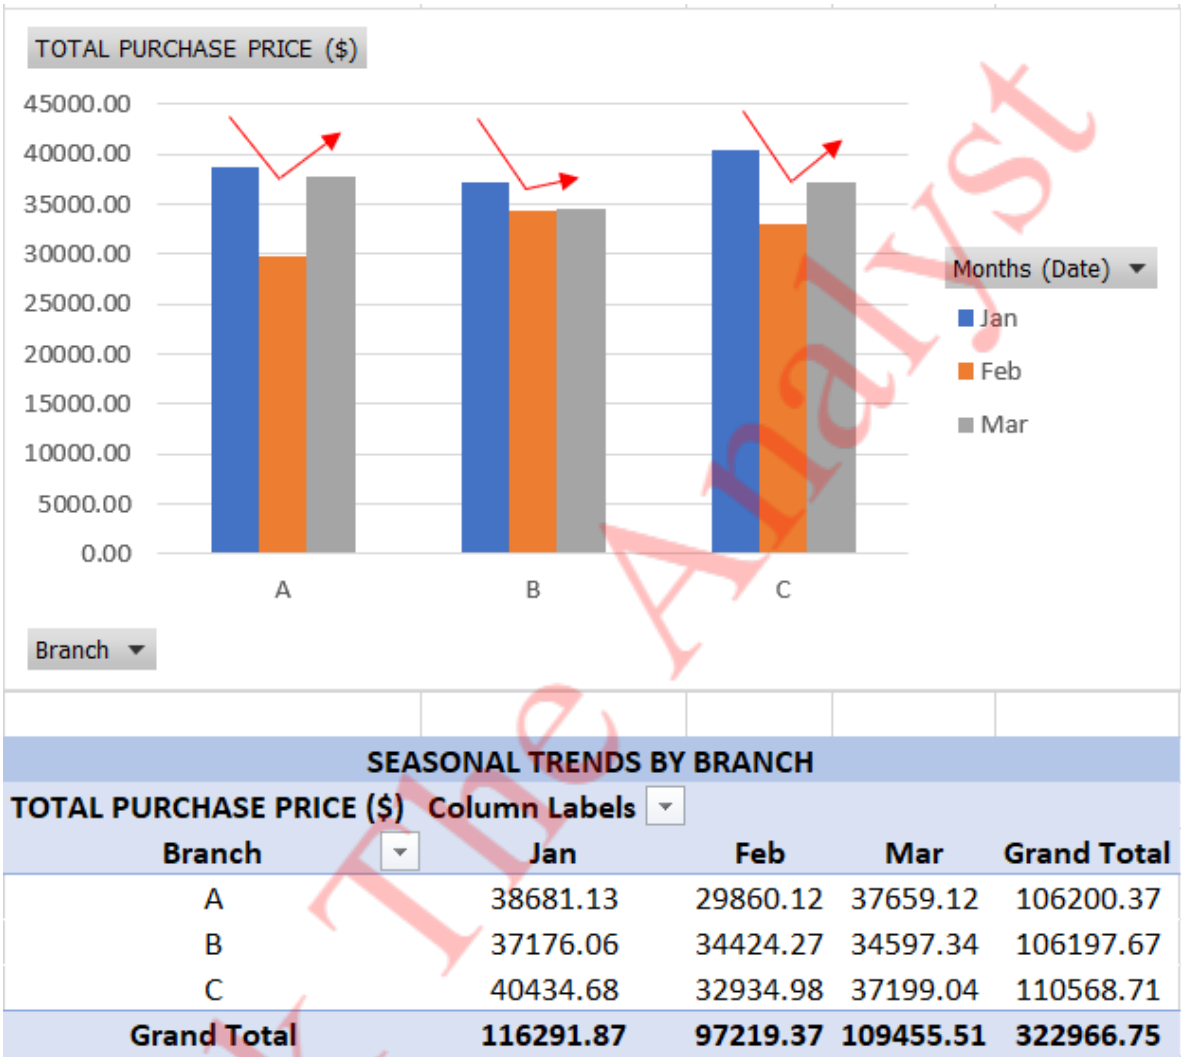 TOTAL PURCHASE PRICE ($)
45000.00
40000.00
35000.00
30000.00
25000.00
20000.00
15000.00
10000.00
5000.00
0.00
A B C
Months (Date)
Jan
Feb
Mar
Branch
SEASONAL TRENDS BY BRANCH
TOTAL PURCHASE PRICE ($) Column Labels
Branch Jan Feb Mar Grand Total
A 38681.13 29860.12 37659.12 106200.37
B 37176.06 34424.27 34597.34 106197.67
C 40434.68 32934.98 37199.04 110568.71
Grand Total 116291.87 97219.37 109455.51 322966.75
k The Analyst